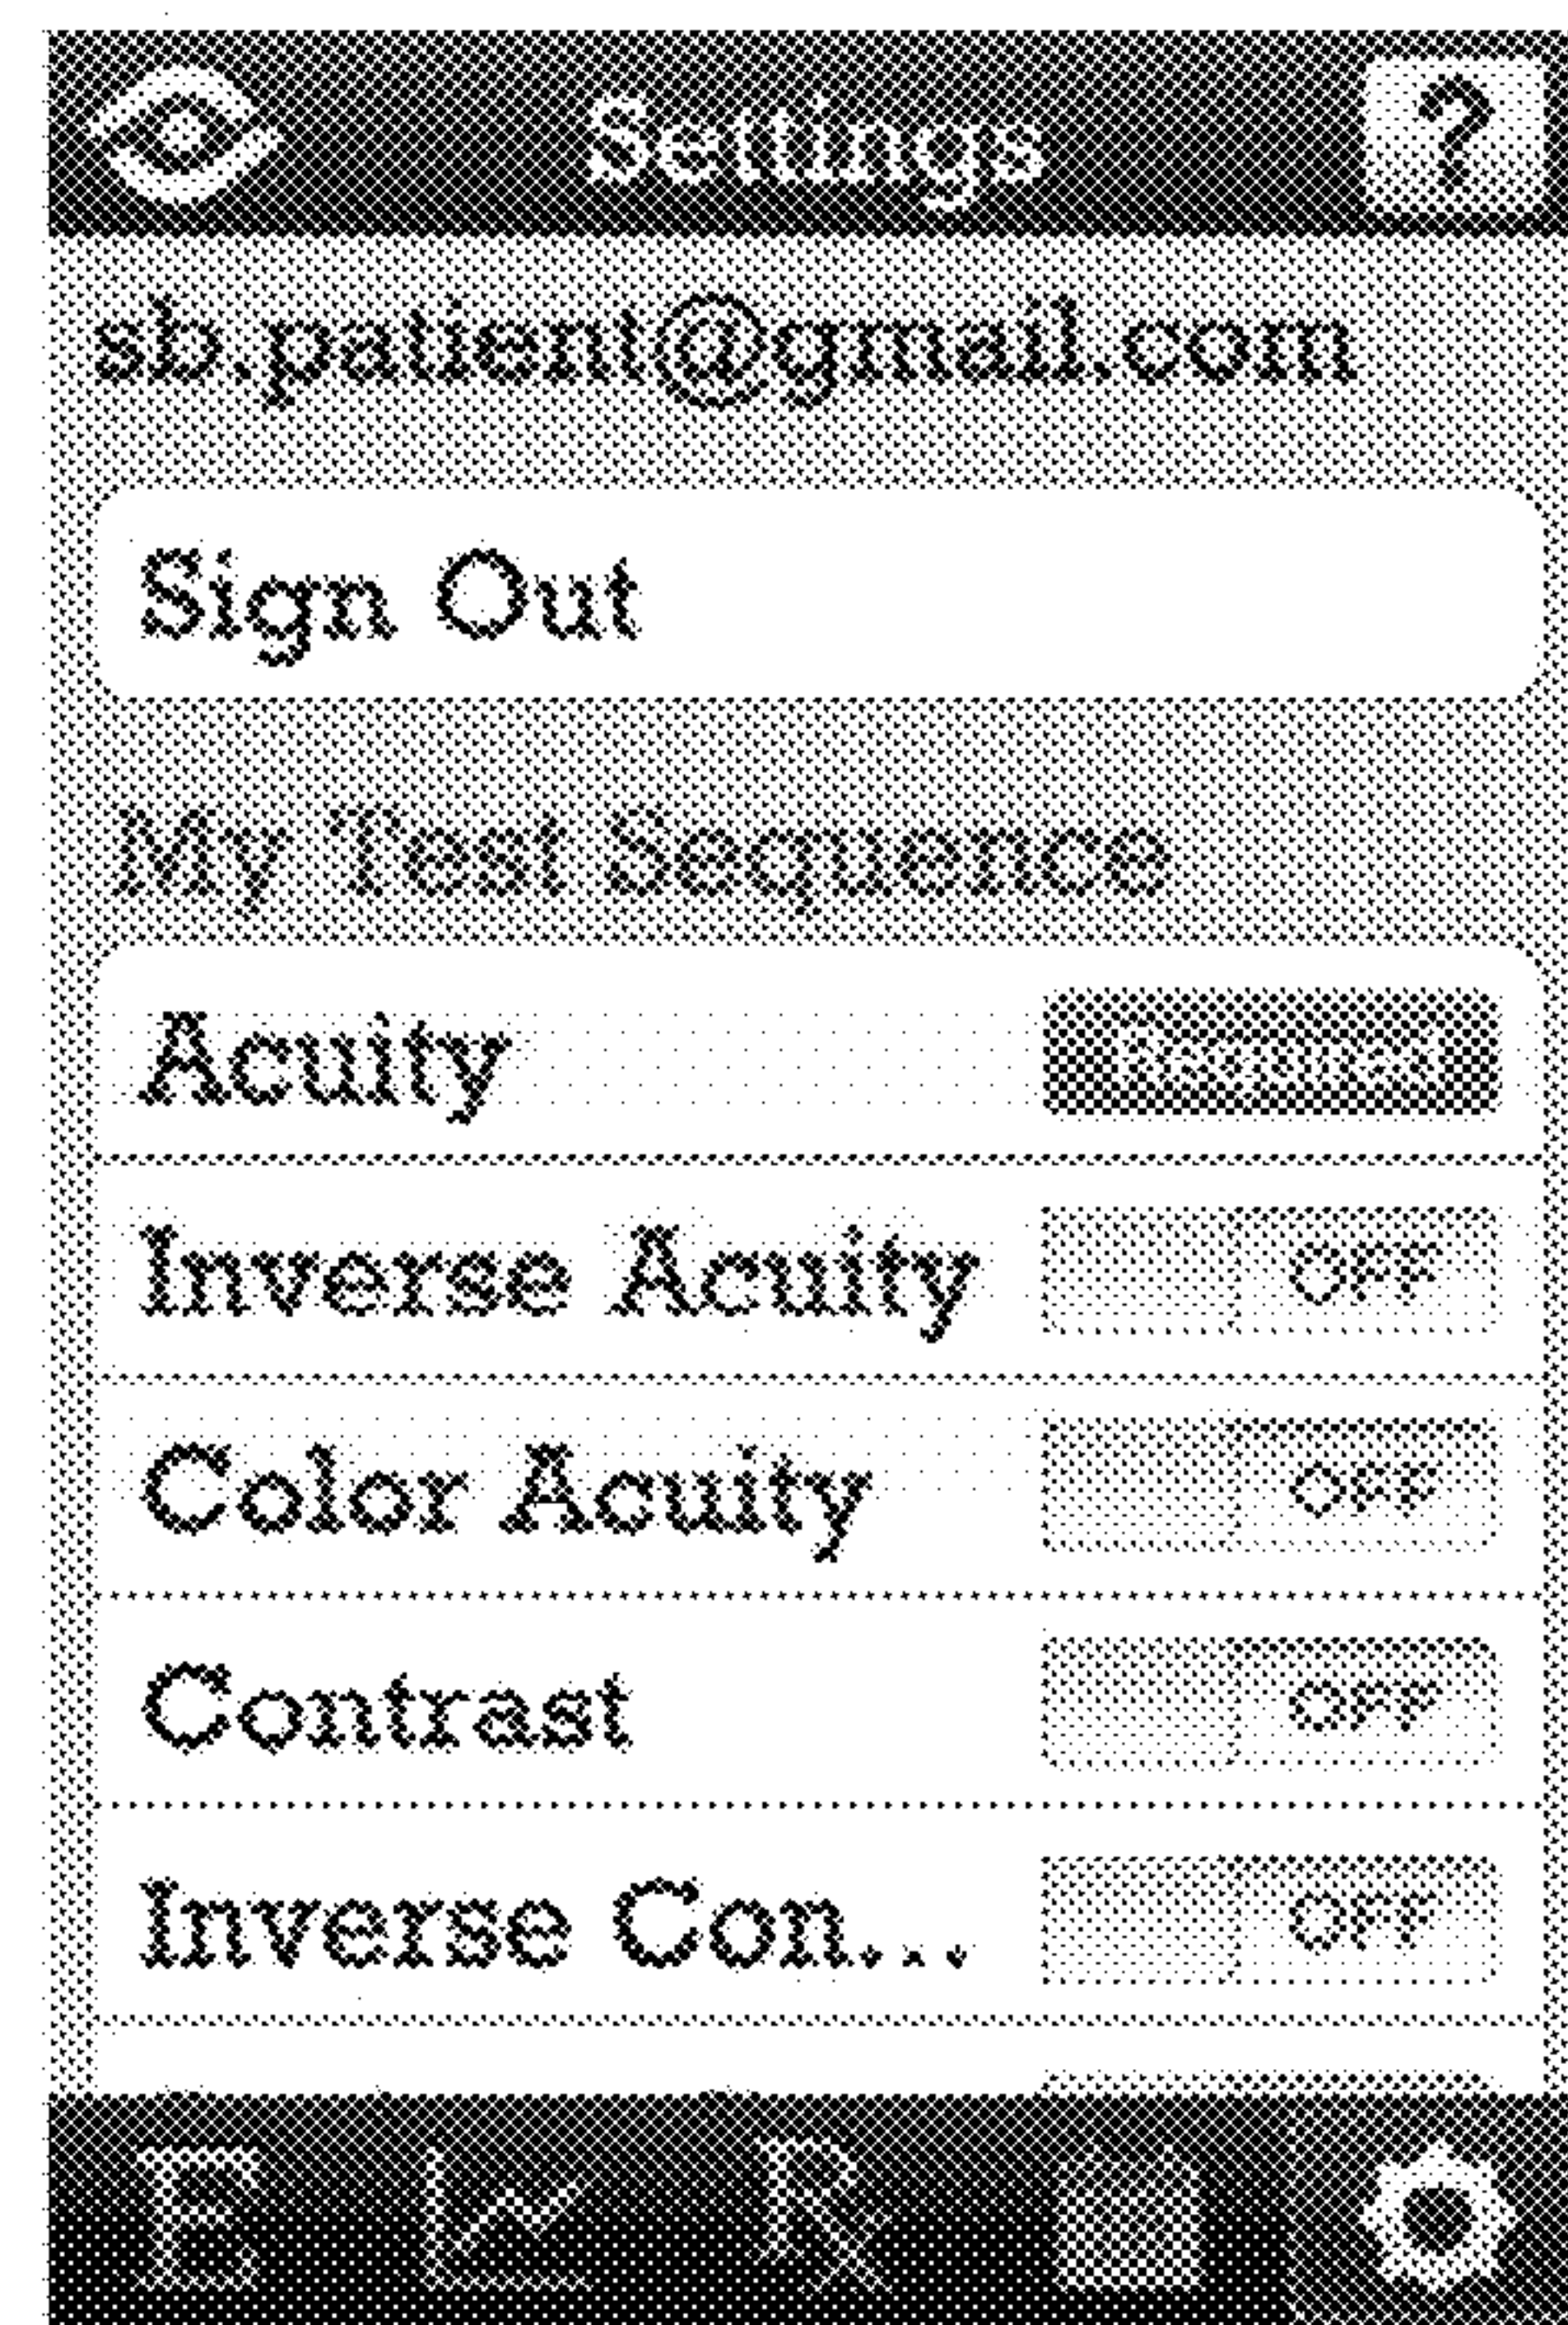 Settings ?
sb.patient@gmail.com
Sign Out
My Test Sequence
Acuity Required
Inverse Acuity OFF
Color Acuity OFF
Contrast OFF
Inverse Con... OFF
E R